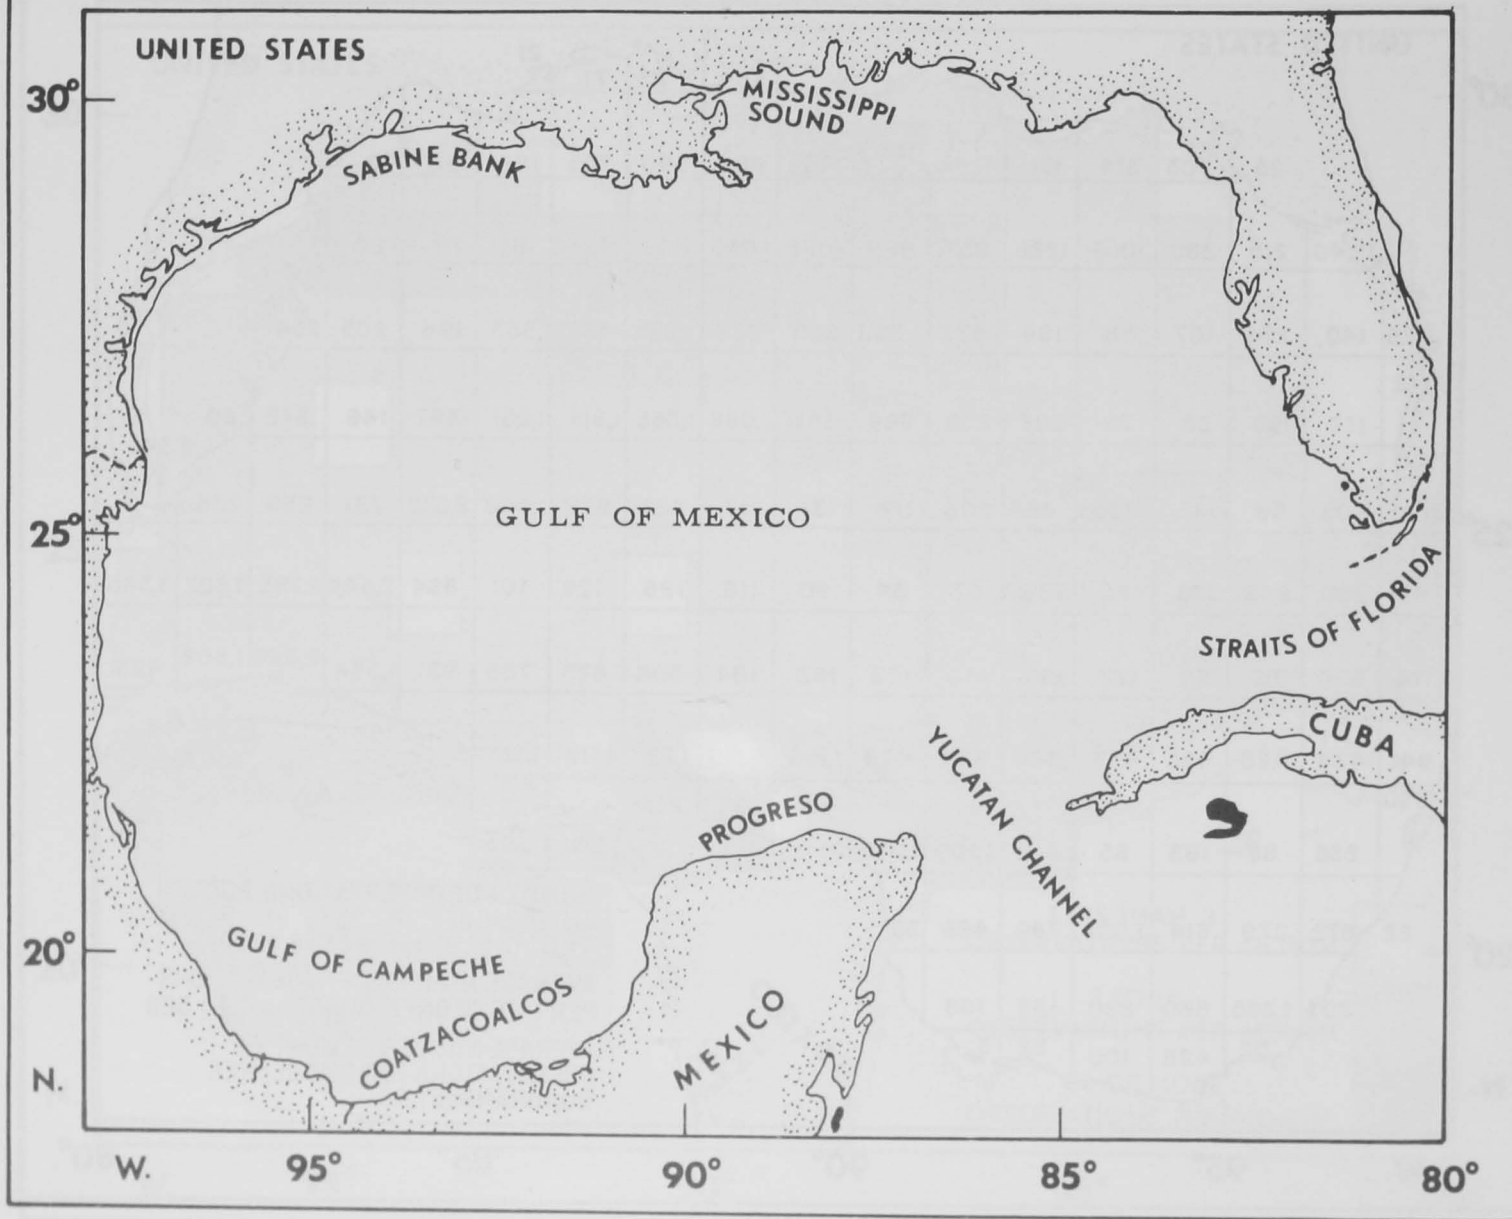 UNITED STATES
30°
MISSISSIPPI
SOUND
SABINE BANK
GULF OF MEXICO
25°
STRAITS OF FLORIDA
CUBA
YUCATAN CHANNEL
PROGRESO
20°
GULF OF CAMPECHE
COATZACOALCOS
MEXICO
N.
W.
95°
90°
85°
80°